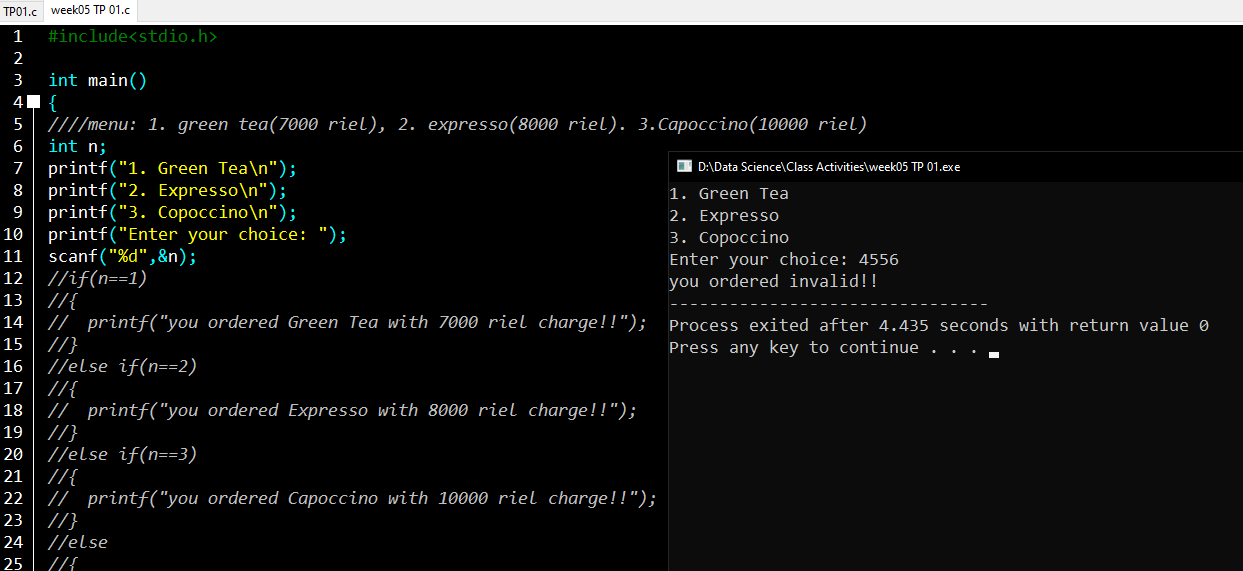 TP01.c week05 TP 01.c
1 #include<stdio.h>
2
3 int main()
4 {
5 ////menu: 1. green tea(7000 riel), 2. expresso(8000 riel). 3.Capoccino(10000 riel)
6 int n;
7 printf("1. Green Tea\n");
8 printf("2. Expresso\n");
9 printf("3. Copoccino\n");
10 printf("Enter your choice: ");
11 scanf("%d",&n);
12 //if(n==1)
13 //{
14 // printf("you ordered Green Tea with 7000 riel charge!!");
15 //}
16 //else if(n==2)
17 //{
18 // printf("you ordered Expresso with 8000 riel charge!!");
19 //}
20 //else if(n==3)
21 //{
22 // printf("you ordered Capoccino with 10000 riel charge!!");
23 //}
24 //else
25 //{
D:\Data Science\Class Activities\week05 TP 01.exe
1. Green Tea
2. Expresso
3. Copoccino
Enter your choice: 4556
you ordered invalid!!
--------------------------------
Process exited after 4.435 seconds with return value 0
Press any key to continue . . .